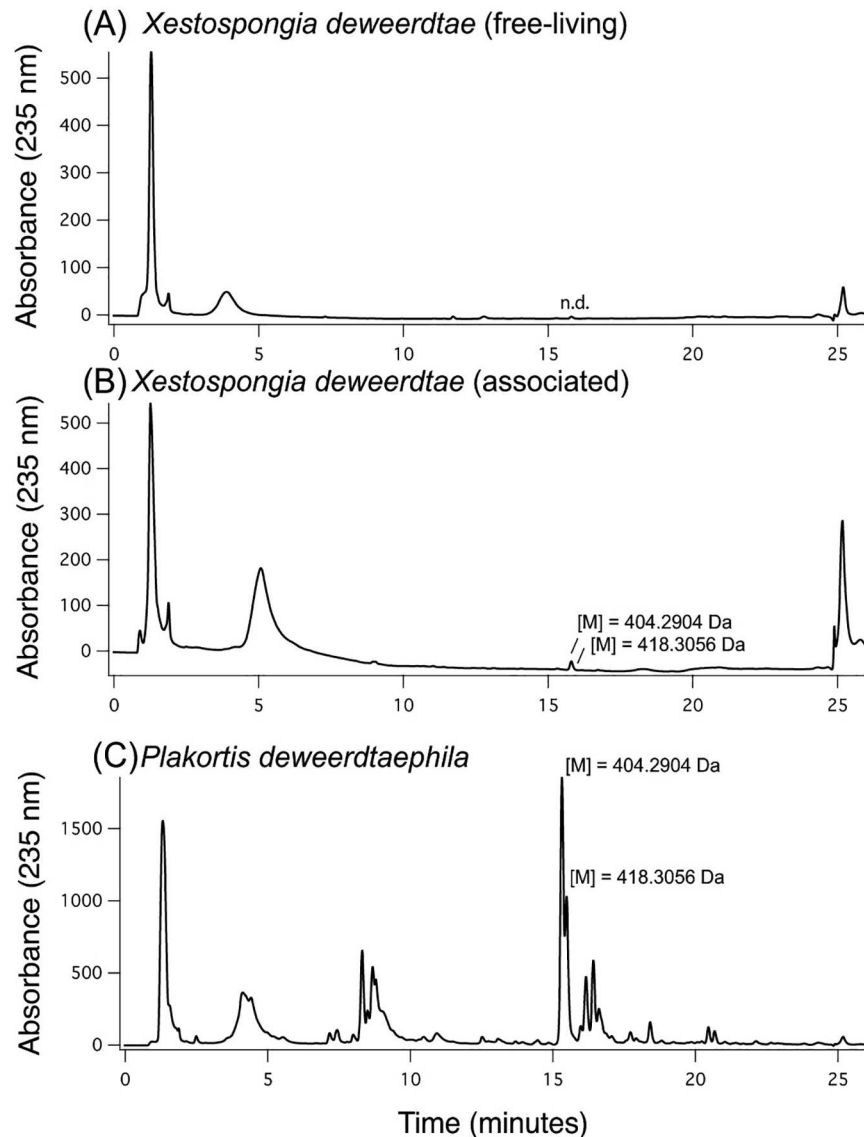 (A) Xestospongia deweerdtae (free-living)
Absorbance (235 nm)
500
400
300
200
100
0
n.d.
0 5 10 15 20 25
(B) Xestospongia deweerdtae (associated)
Absorbance (235 nm)
500
400
300
200
100
0
[M] = 404.2904 Da
[M] = 418.3056 Da
0 5 10 15 20 25
(C) Plakortis deweerdtaephila
Absorbance (235 nm)
1500
1000
500
0
[M] = 404.2904 Da
[M] = 418.3056 Da
0 5 10 15 20 25
Time (minutes)